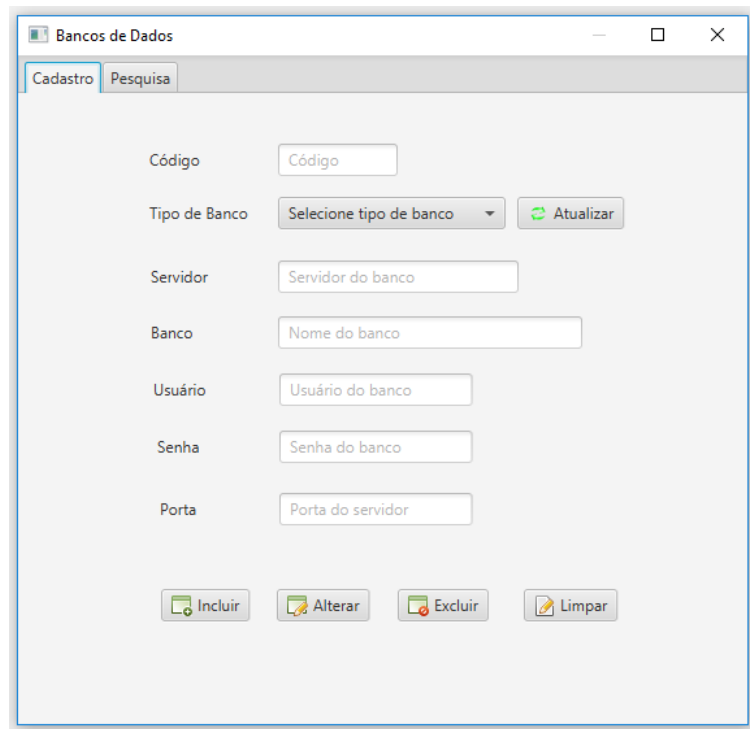 Bancos de Dados
Cadastro Pesquisa
Código Código
Tipo de Banco Selecione tipo de banco Atualizar
Servidor Servidor do banco
Banco Nome do banco
Usuário Usuário do banco
Senha Senha do banco
Porta Porta do servidor
Incluir Alterar Excluir Limpar